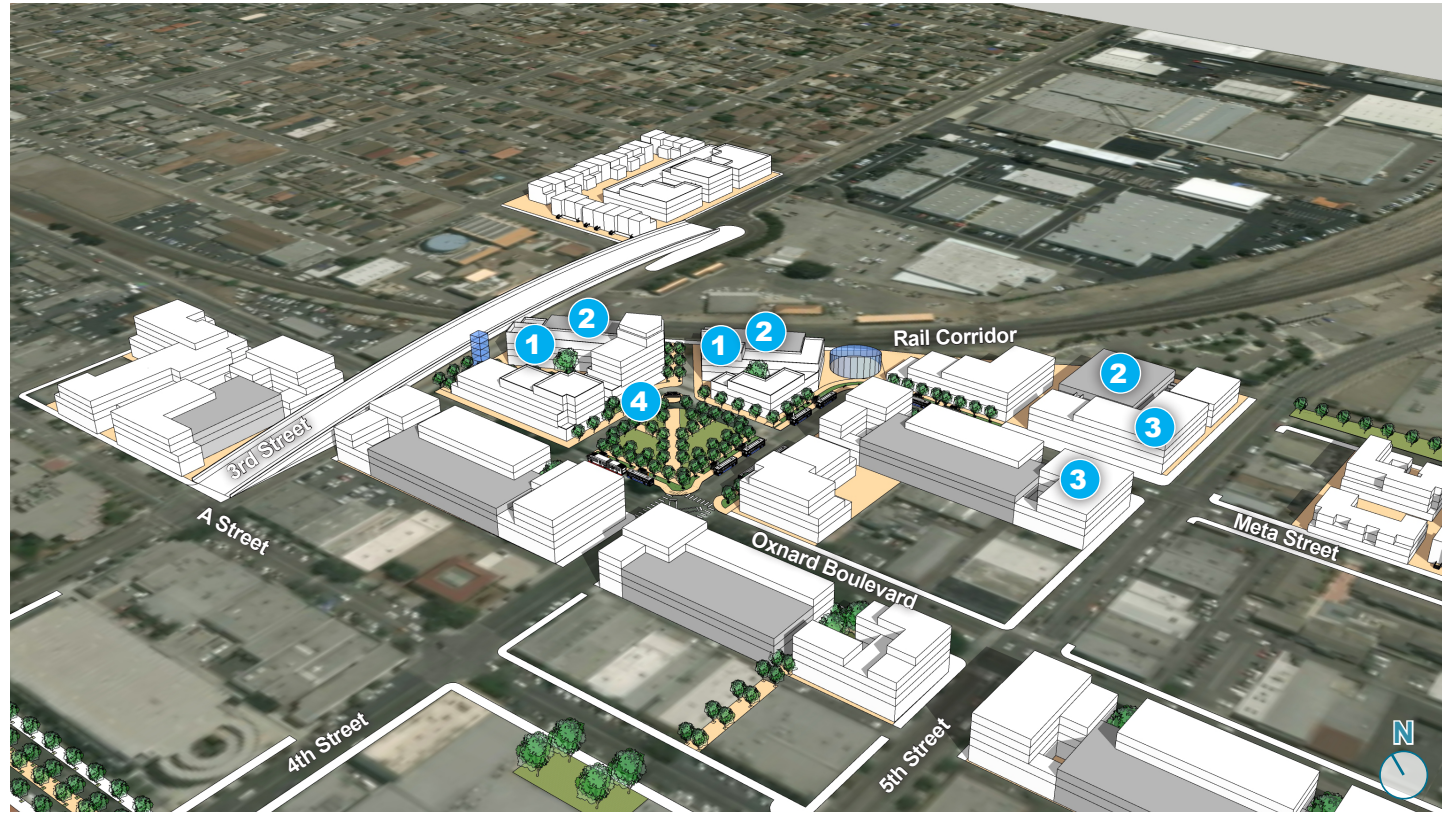 2
2
1
1
Rail Corridor
2
4
3
3rd Street
3
A Street
Meta Street
Oxnard Boulevard
4th Street
5th Street
N